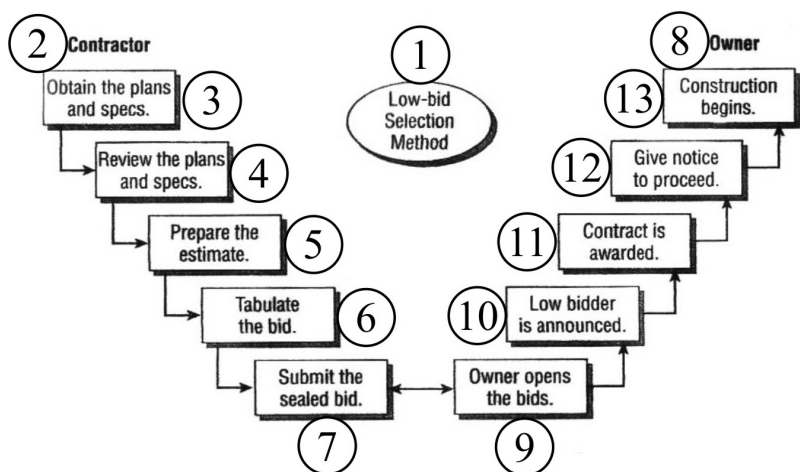 2
Contractor
Obtain the plans
and specs.
3
Review the plans
and specs.
4
Prepare the
estimate.
5
Tabulate
the bid.
6
Submit the
sealed bid.
7
1
Low-bid
Selection
Method
8
Owner
Owner opens
the bids.
9
10
Low bidder
is announced.
11
Contract is
awarded.
12
Give notice
to proceed.
13
Construction
begins.